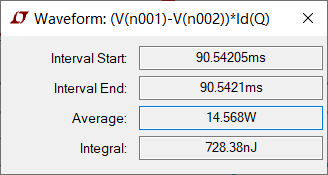 Waveform: (V(n001)-V(n002))*Id(Q)
Interval Start: 90.54205ms
Interval End: 90.5421ms
Average: 14.568W
Integral: 728.38nJ